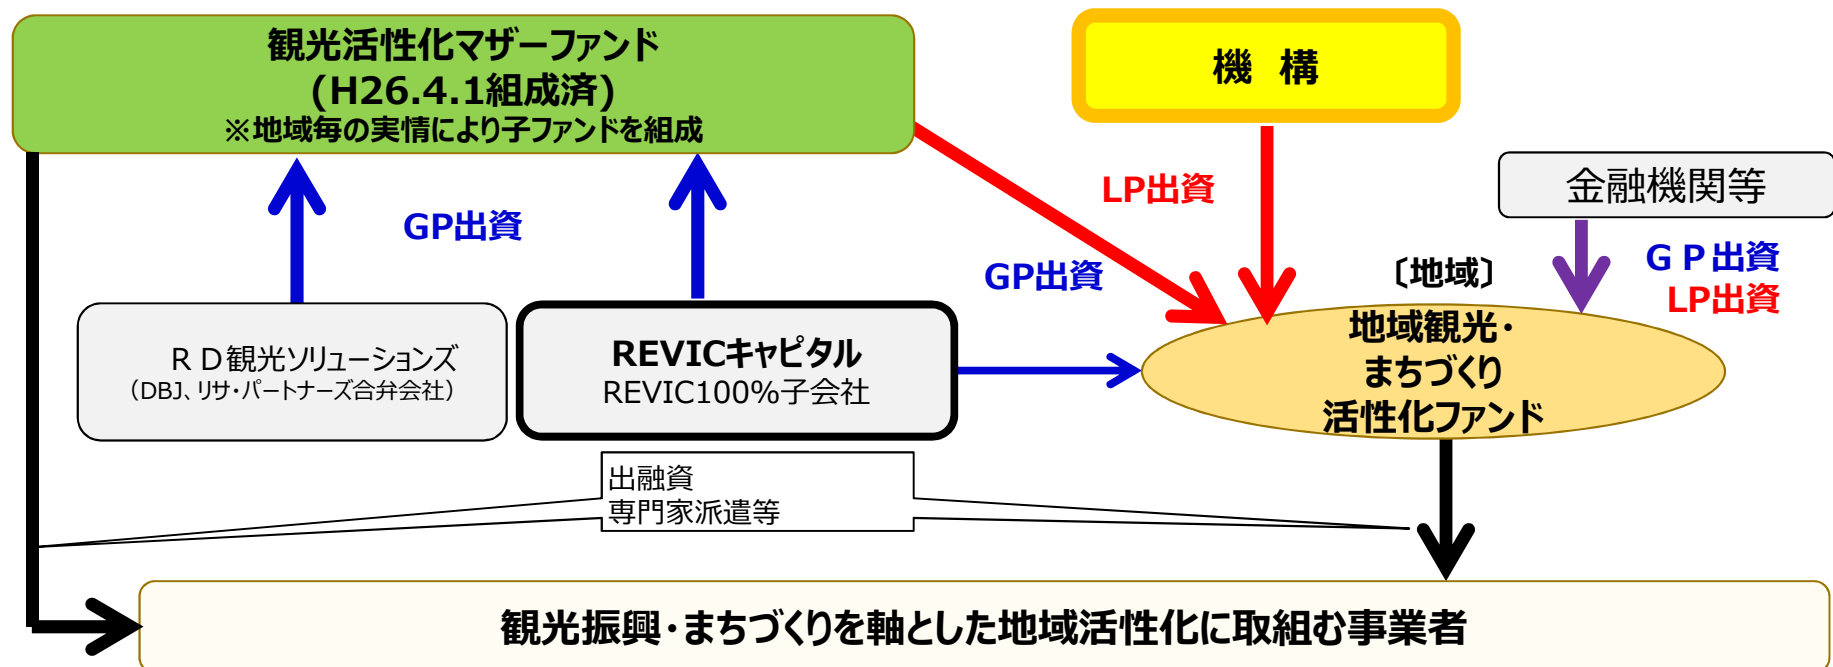 観光活性化マザーファンド
(H26.4.1組成済)
※地域毎の実情により子ファンドを組成
機 構
LP出資
金融機関等
GP出資
GP出資
〔地域〕
ＧＰ出資
LP出資
ＲＤ観光ソリューションズ
（DBJ、リサ・パートナーズ合弁会社）
REVICキャピタル
REVIC100%子会社
地域観光・
まちづくり
活性化ファンド
出融資
専門家派遣等
観光振興・まちづくりを軸とした地域活性化に取組む事業者